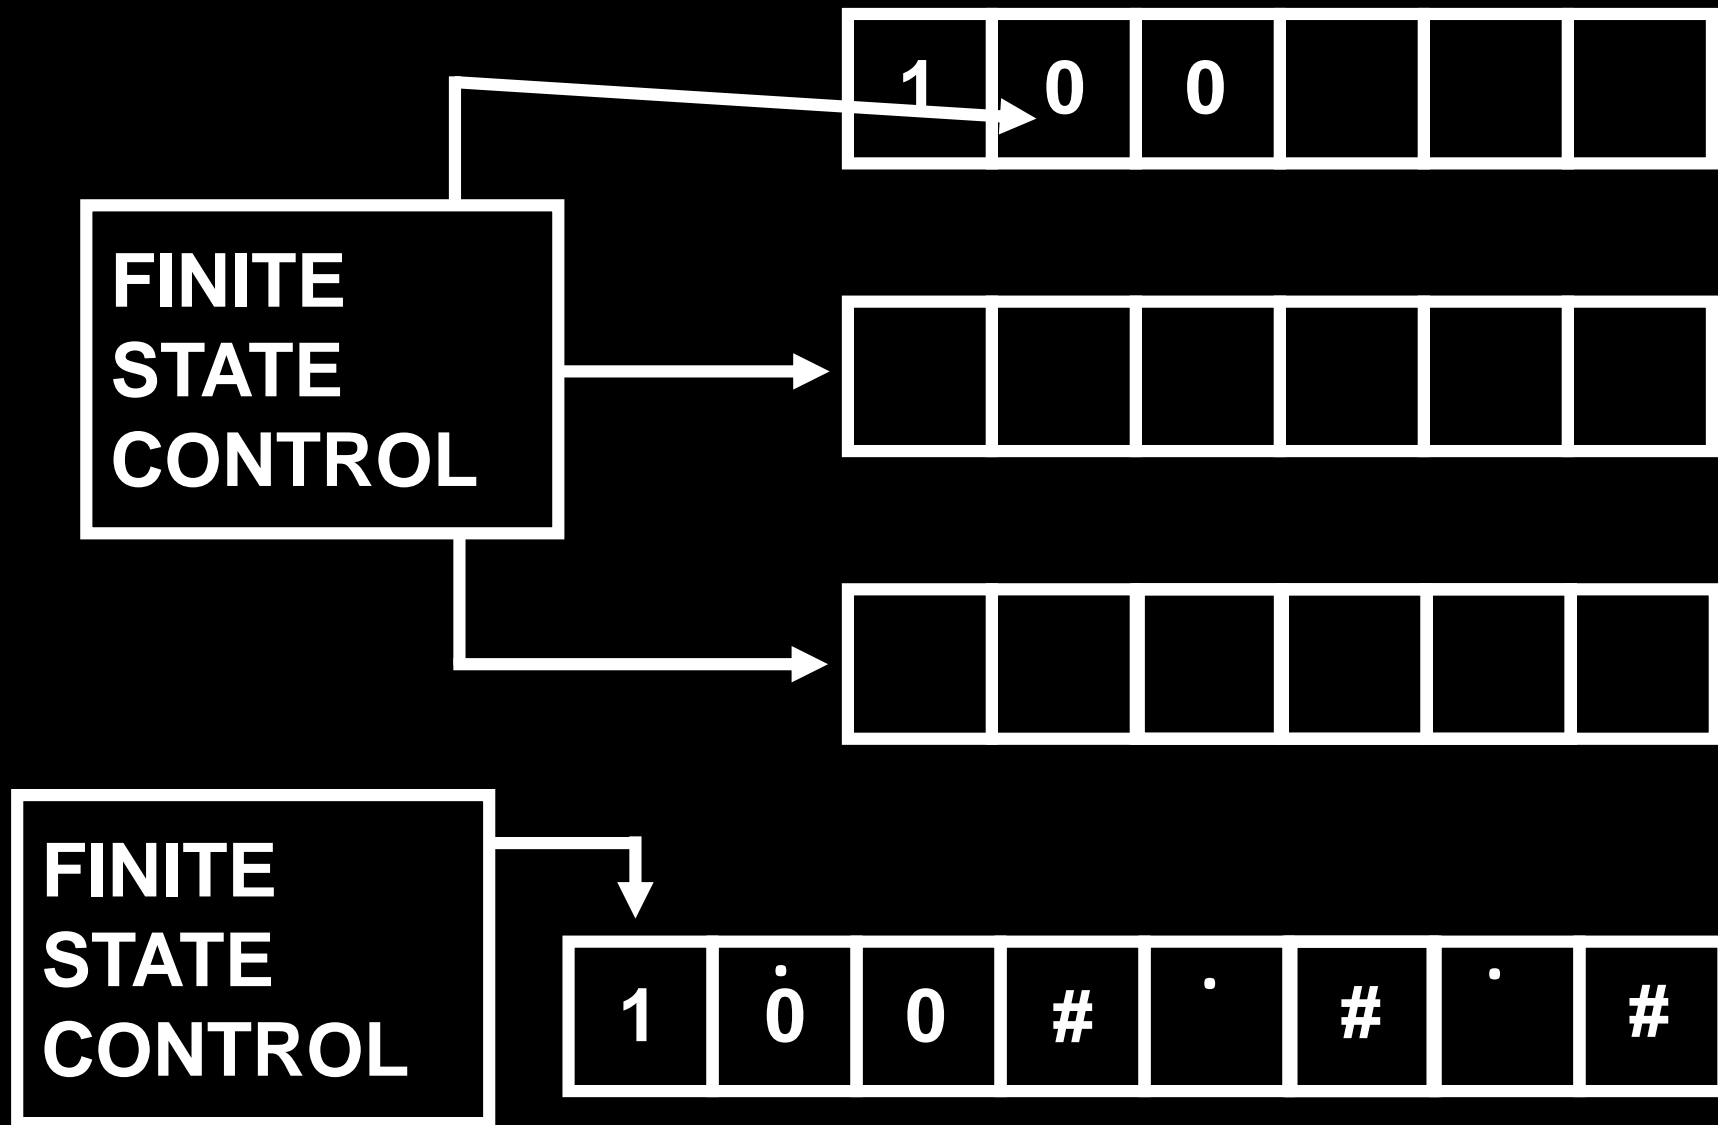 1 0 0
FINITE
STATE
CONTROL
FINITE
STATE
CONTROL
1 0̇ 0 # . # . #